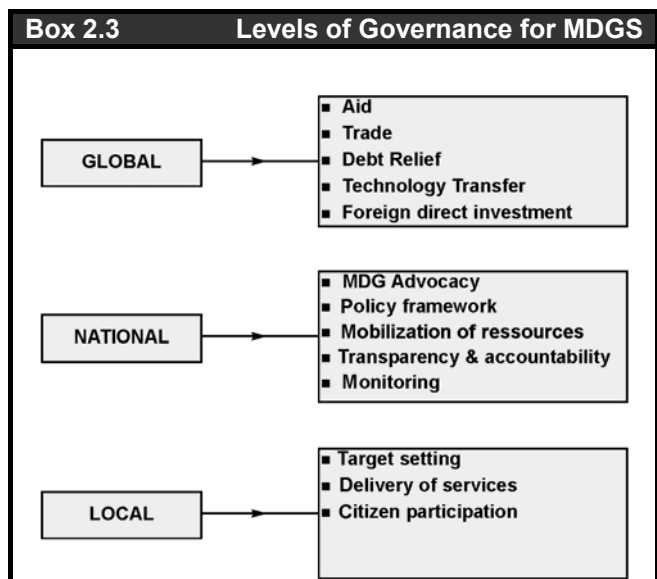 Box 2.3 Levels of Governance for MDGS
GLOBAL
▪ Aid
▪ Trade
▪ Debt Relief
▪ Technology Transfer
▪ Foreign direct investment
NATIONAL
▪ MDG Advocacy
▪ Policy framework
▪ Mobilization of ressources
▪ Transparency & accountability
▪ Monitoring
LOCAL
▪ Target setting
▪ Delivery of services
▪ Citizen participation